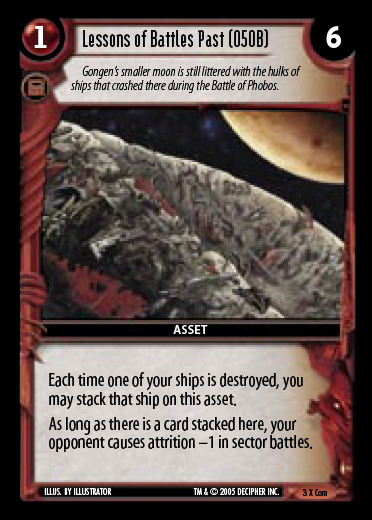 1
Lessons of Battles Past (050B)
6
Gongen's smaller moon is still littered with the hulks of
ships that crashed there during the Battle of Phobos.
ASSET
Each time one of your ships is destroyed, you
may stack that ship on this asset.
As long as there is a card stacked here, your
opponent causes attrition –1 in sector battles.
ILLUS. BY ILLUSTRATOR
TM & © 2005 DECIPHER INC.
3 X Com